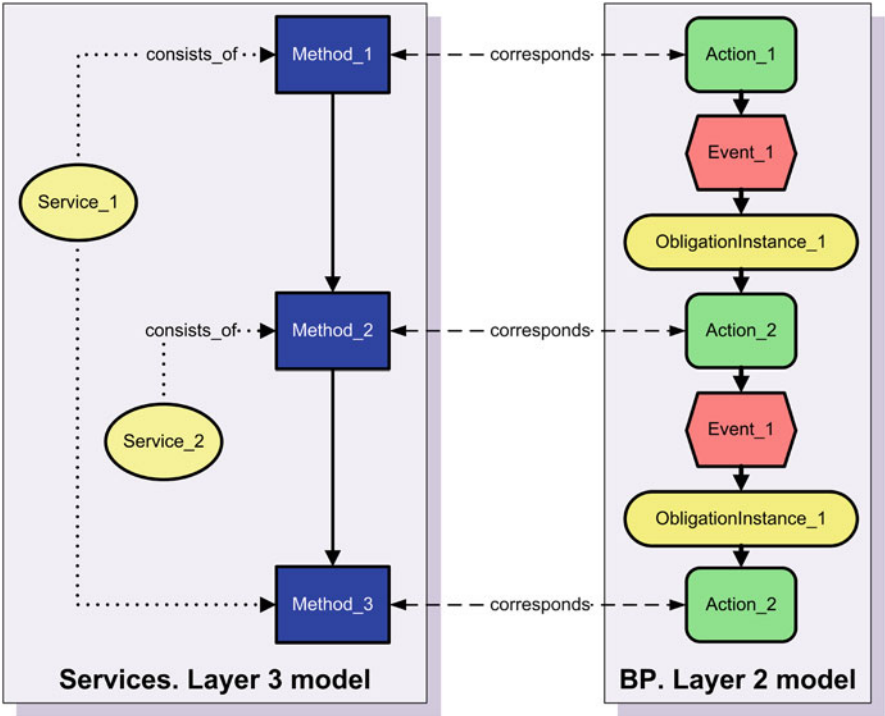 consists_of
Method_1
corresponds
Action_1
Event_1
Service_1
ObligationInstance_1
consists_of
Method_2
corresponds
Action_2
Service_2
Event_1
ObligationInstance_1
Method_3
corresponds
Action_2
Services. Layer 3 model
BP. Layer 2 model